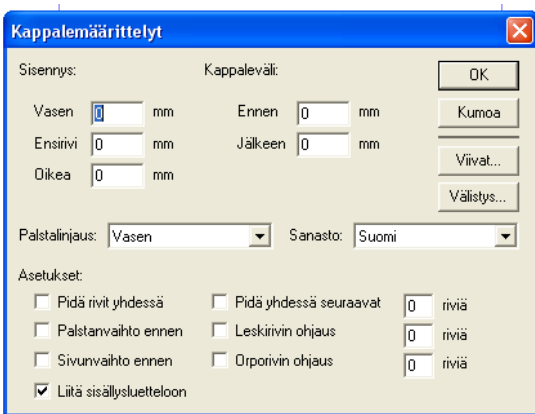 Kappalemäärittelyt
Sisennys: Kappaleväli: OK
Vasen 0 mm Ennen 0 mm Kumoa
Ensirivi 0 mm Jälkeen 0 mm
Viivat...
Oikea 0 mm
Välistys...
Palstalinjaus: Vasen Sanasto: Suomi
Asetukset:
Pidä rivit yhdessä Pidä yhdessä seuraavat 0 riviä
Palstanvaihto ennen Leskirivin ohjaus 0 riviä
Sivunvaihto ennen Orporivin ohjaus 0 riviä
Liitä sisällysluetteloon